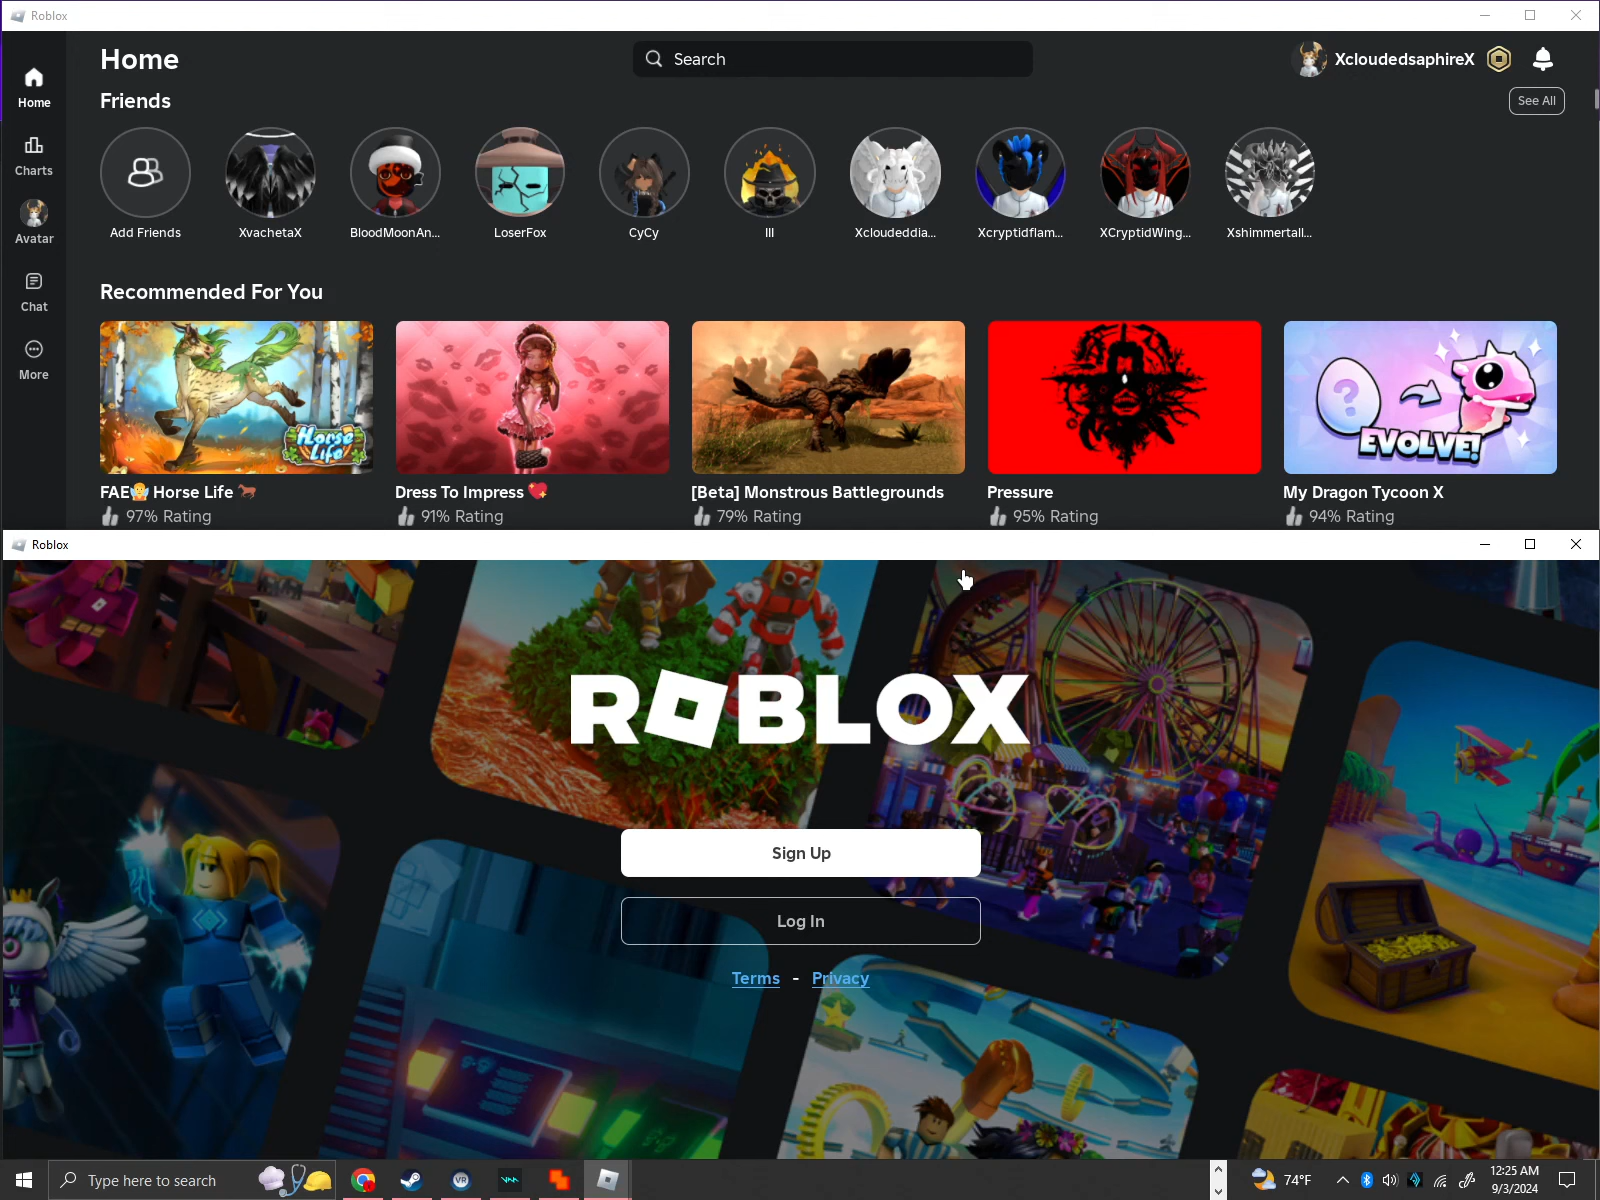 Roblox
Home
Search
XcloudedsaphireX
Home
Charts
Avatar
Chat
More
Friends
See All
Add Friends
XvachetaX
BloodMoonAn...
LoserFox
CyCy
III
Xcloudeddia...
Xcryptidflam...
XCryptidWing...
Xshimmertall...
Recommended For You
Horse
Life
?
EVOLVE!
FAE🧚 Horse Life 🐎
97% Rating
Dress To Impress 💖
91% Rating
[Beta] Monstrous Battlegrounds
79% Rating
Pressure
95% Rating
My Dragon Tycoon X
94% Rating
Roblox
ROBLOX
Sign Up
Log In
Terms - Privacy
Type here to search
VR
74°F
12:25 AM
9/3/2024